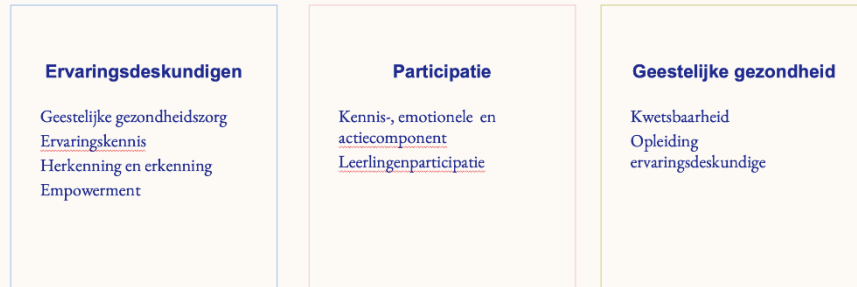 Ervaringsdeskundigen
Geestelijke gezondheidszorg
Ervaringskennis
Herkenning en erkenning
Empowerment
Participatie
Kennis-, emotionele en
actiecomponent
Leerlingenparticipatie
Geestelijke gezondheid
Kwetsbaarheid
Opleiding
ervaringsdeskundige